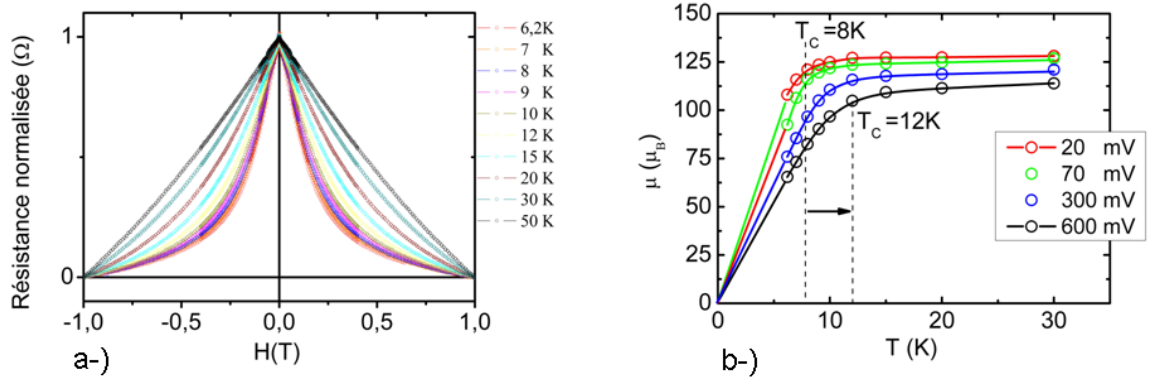 Résistance normalisée (Ω)
1
0
-1,0 -0,5 0,0 0,5 1,0
H(T)
a-)
6,2K
7 K
8 K
9 K
10 K
12 K
15 K
20 K
30 K
50 K
μ (μB)
150
125
100
75
50
25
0
TC =8K
TC =12K
20 mV
70 mV
300 mV
600 mV
0 10 20 30
T (K)
b-)